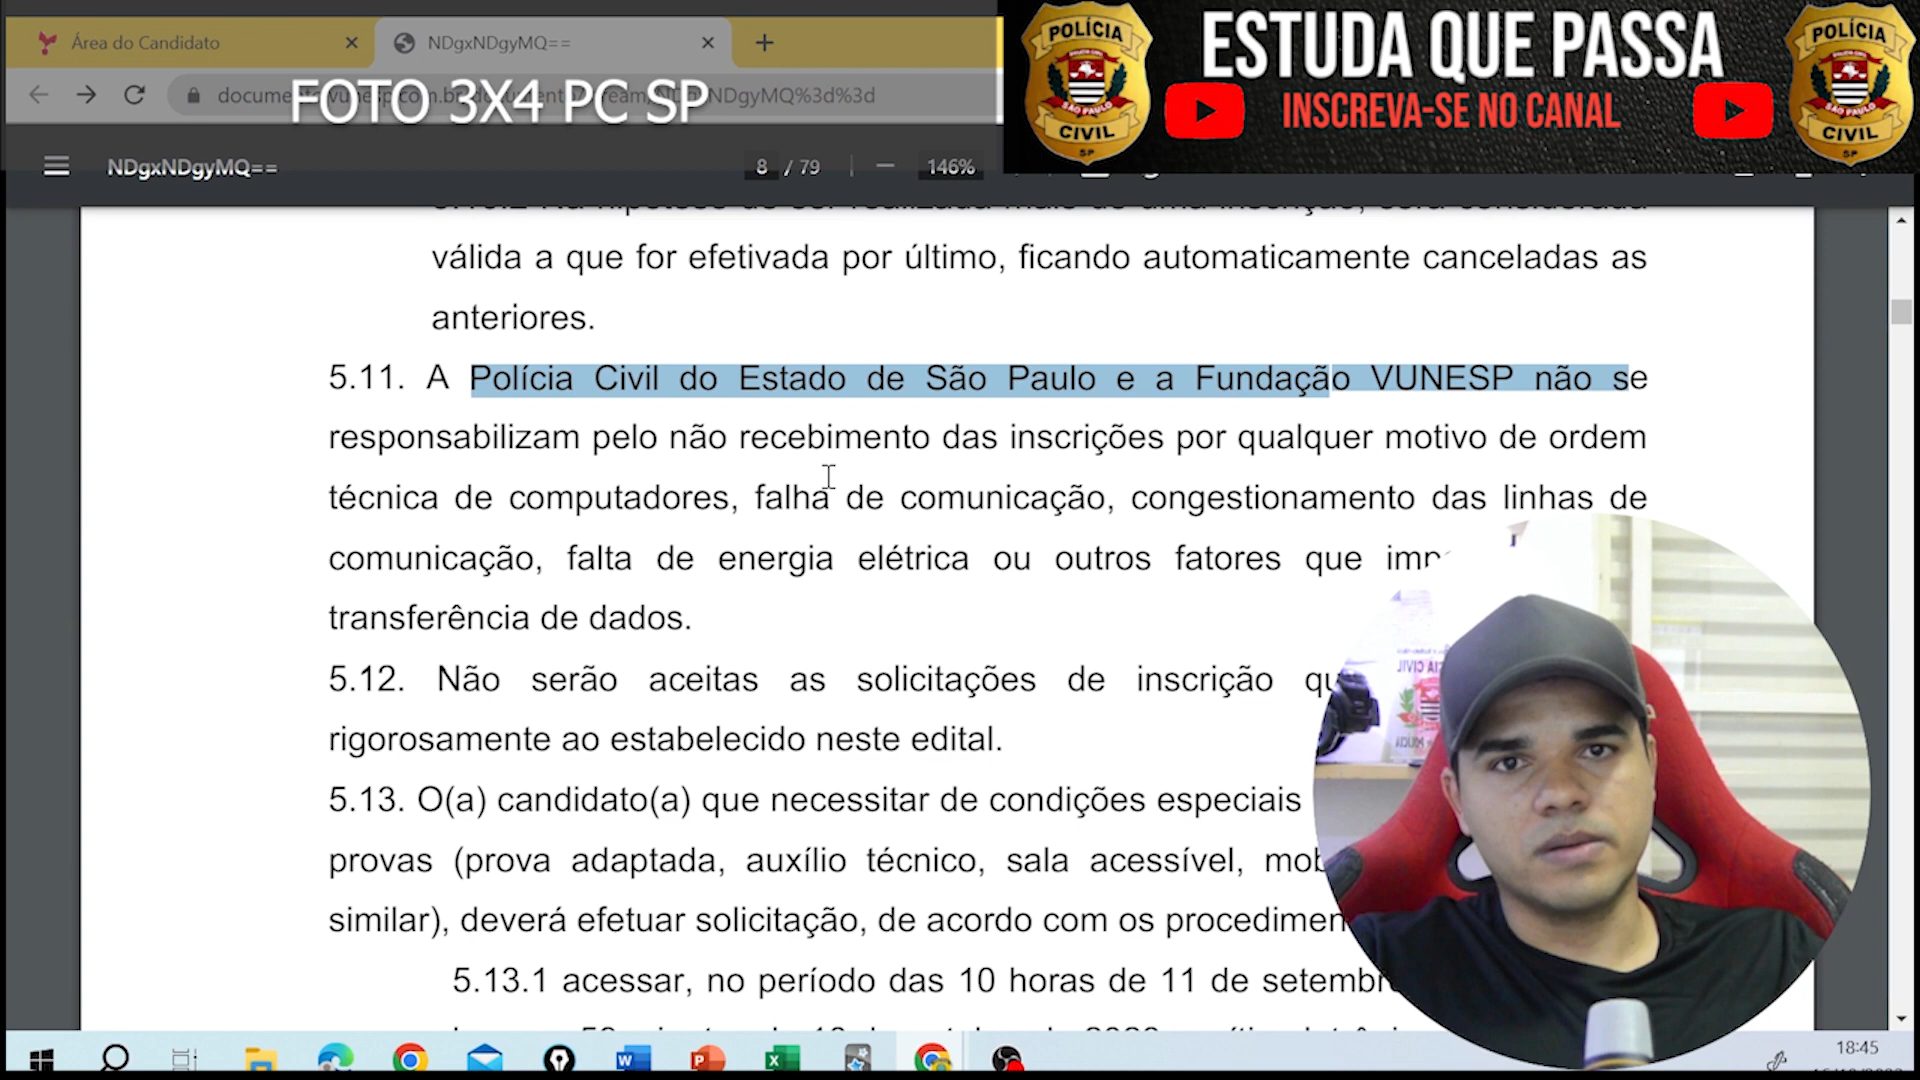 Área do Candidato
NDgxNDgyMQ==
FOTO 3X4 PC SP
ESTUDA QUE PASSA
INSCREVA-SE NO CANAL
POLÍCIA
SÃO PAULO
CIVIL
SP
POLÍCIA
SÃO PAULO
CIVIL
SP
NDgxNDgyMQ==
8 / 79
146%
válida a que for efetivada por último, ficando automaticamente canceladas as
anteriores.
5.11. A Polícia Civil do Estado de São Paulo e a Fundação VUNESP não se
responsabilizam pelo não recebimento das inscrições por qualquer motivo de ordem
técnica de computadores, falha de comunicação, congestionamento das linhas de
comunicação, falta de energia elétrica ou outros fatores que
transferência de dados.
5.12. Não serão aceitas as solicitações de inscrição
rigorosamente ao estabelecido neste edital.
5.13. O(a) candidato(a) que necessitar de condições especiais
provas (prova adaptada, auxílio técnico, sala acessível,
similar), deverá efetuar solicitação, de acordo com os
5.13.1 acessar, no período das 10 horas de 11 de
18:45